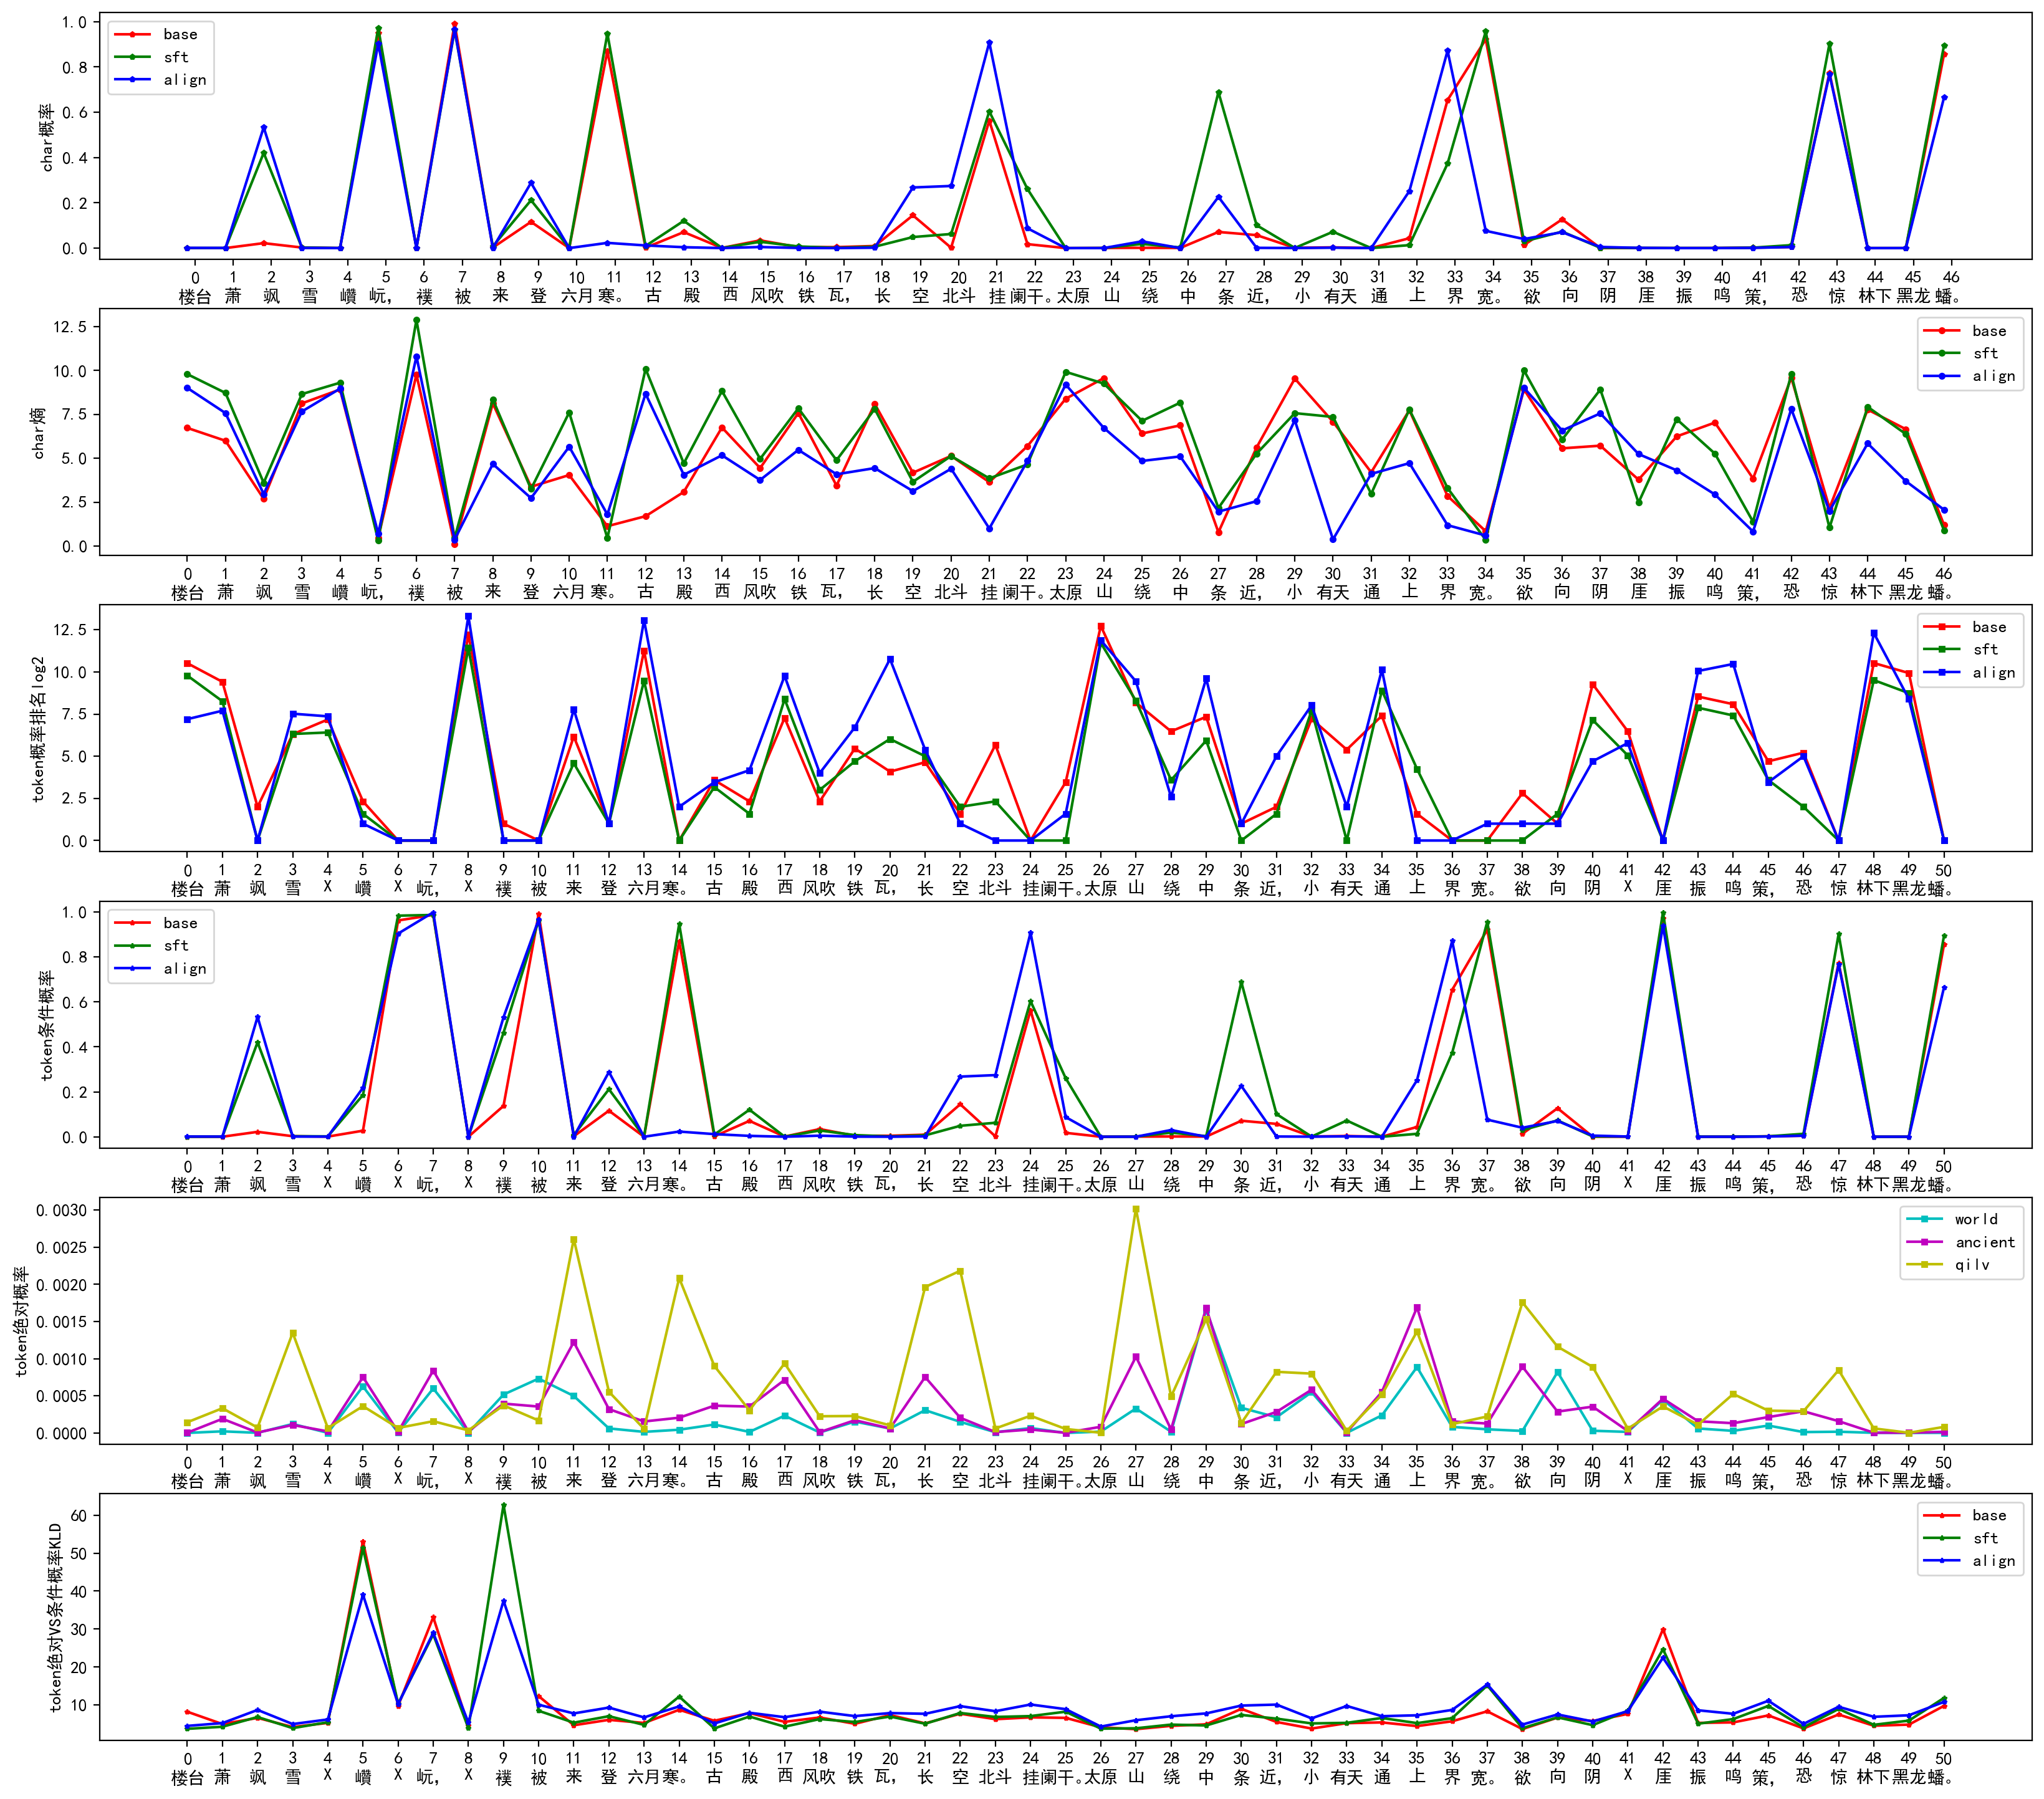 char概率
1.0
0.8
0.6
0.4
0.2
0.0
base
sft
align
0 1 2 3 4 5 6 7 8 9 10 11 12 13 14 15 16 17 18 19 20 21 22 23 24 25 26 27 28 29 30 31 32 33 34 35 36 37 38 39 40 41 42 43 44 45 46
楼台 萧 飒 雪 巑 岏， 襆 被 来 登 六月 寒。 古 殿 西 风吹 铁 瓦， 长 空 北斗 挂 阑干。 太原 山 绕 中 条 近， 小 有天 通 上 界 宽。 欲 向 阴 厓 振 鸣 策， 恐 惊 林下 黑龙 蟠。
char熵
12.5
10.0
7.5
5.0
2.5
0.0
base
sft
align
0 1 2 3 4 5 6 7 8 9 10 11 12 13 14 15 16 17 18 19 20 21 22 23 24 25 26 27 28 29 30 31 32 33 34 35 36 37 38 39 40 41 42 43 44 45 46
楼台 萧 飒 雪 巑 岏， 襆 被 来 登 六月 寒。 古 殿 西 风吹 铁 瓦， 长 空 北斗 挂 阑干。 太原 山 绕 中 条 近， 小 有天 通 上 界 宽。 欲 向 阴 厓 振 鸣 策， 恐 惊 林下 黑龙 蟠。
token概率排名log2
12.5
10.0
7.5
5.0
2.5
0.0
base
sft
align
0 1 2 3 4 5 6 7 8 9 10 11 12 13 14 15 16 17 18 19 20 21 22 23 24 25 26 27 28 29 30 31 32 33 34 35 36 37 38 39 40 41 42 43 44 45 46 47 48 49 50
楼台 萧 飒 雪 X 巑 X 岏， X 襆 被 来 登 六月 寒。 古 殿 西 风吹 铁 瓦， 长 空 北斗 挂 阑干。 太原 山 绕 中 条 近， 小 有天 通 上 界 宽。 欲 向 阴 X 厓 振 鸣 策， 恐 惊 林下 黑龙 蟠。
token条件概率
1.0
0.8
0.6
0.4
0.2
0.0
base
sft
align
0 1 2 3 4 5 6 7 8 9 10 11 12 13 14 15 16 17 18 19 20 21 22 23 24 25 26 27 28 29 30 31 32 33 34 35 36 37 38 39 40 41 42 43 44 45 46 47 48 49 50
楼台 萧 飒 雪 X 巑 X 岏， X 襆 被 来 登 六月 寒。 古 殿 西 风吹 铁 瓦， 长 空 北斗 挂 阑干。 太原 山 绕 中 条 近， 小 有天 通 上 界 宽。 欲 向 阴 X 厓 振 鸣 策， 恐 惊 林下 黑龙 蟠。
token绝对概率
0.0030
0.0025
0.0020
0.0015
0.0010
0.0005
0.0000
world
ancient
qilv
0 1 2 3 4 5 6 7 8 9 10 11 12 13 14 15 16 17 18 19 20 21 22 23 24 25 26 27 28 29 30 31 32 33 34 35 36 37 38 39 40 41 42 43 44 45 46 47 48 49 50
楼台 萧 飒 雪 X 巑 X 岏， X 襆 被 来 登 六月 寒。 古 殿 西 风吹 铁 瓦， 长 空 北斗 挂 阑干。 太原 山 绕 中 条 近， 小 有天 通 上 界 宽。 欲 向 阴 X 厓 振 鸣 策， 恐 惊 林下 黑龙 蟠。
token绝对VS条件概率KLD
60
50
40
30
20
10
base
sft
align
0 1 2 3 4 5 6 7 8 9 10 11 12 13 14 15 16 17 18 19 20 21 22 23 24 25 26 27 28 29 30 31 32 33 34 35 36 37 38 39 40 41 42 43 44 45 46 47 48 49 50
楼台 萧 飒 雪 X 巑 X 岏， X 襆 被 来 登 六月 寒。 古 殿 西 风吹 铁 瓦， 长 空 北斗 挂 阑干。 太原 山 绕 中 条 近， 小 有天 通 上 界 宽。 欲 向 阴 X 厓 振 鸣 策， 恐 惊 林下 黑龙 蟠。